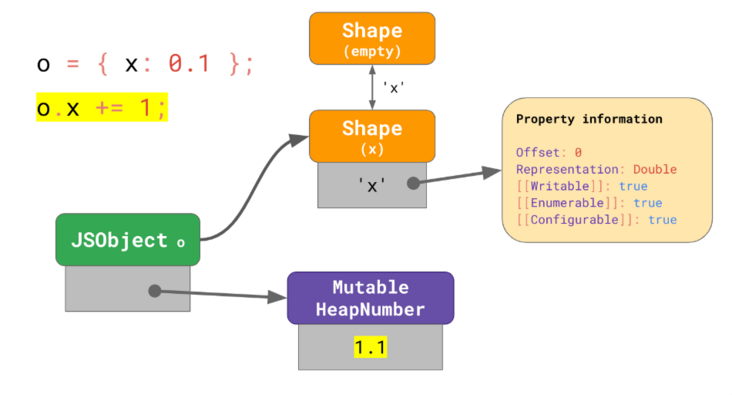 o = { x: 0.1 };
o.x += 1;
Shape
(empty)
'x'
Shape
(x)
'x'
Property information
Offset: 0
Representation: Double
[[Writable]]: true
[[Enumerable]]: true
[[Configurable]]: true
JSObject o
Mutable
HeapNumber
1.1